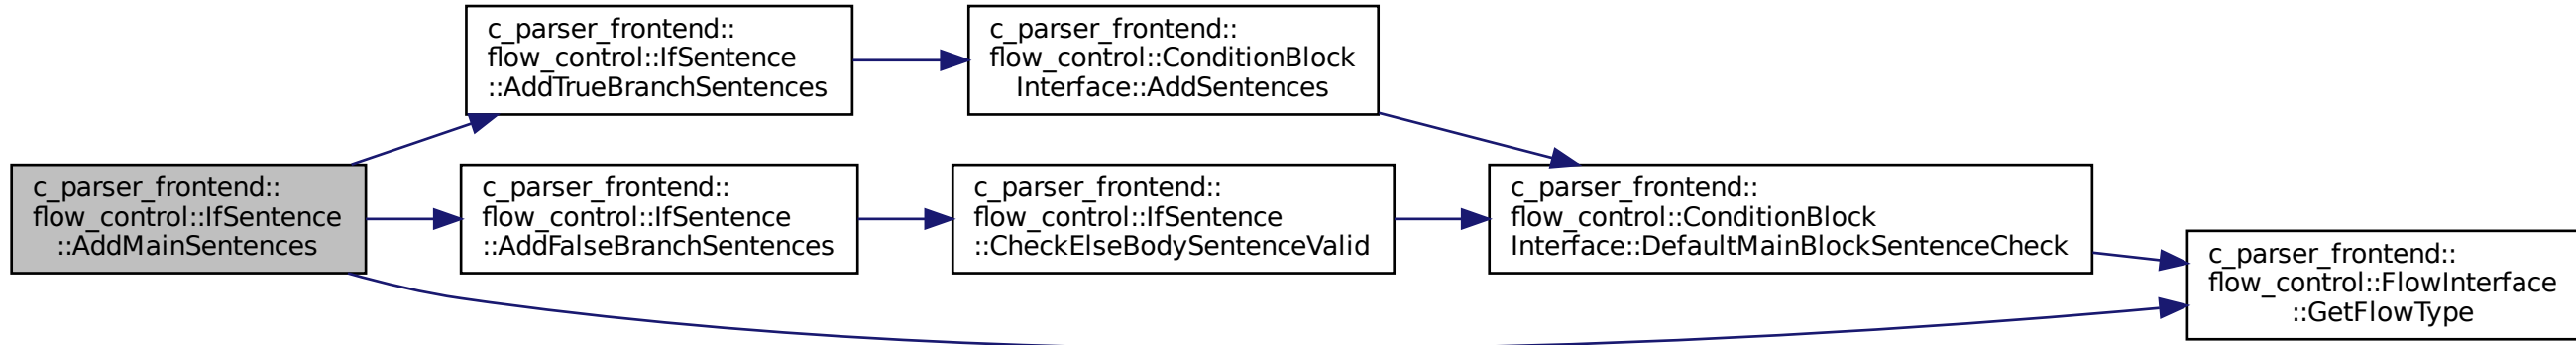 c_parser_frontend::
flow_control::IfSentence
::AddTrueBranchSentences
c_parser_frontend::
flow_control::ConditionBlock
Interface::AddSentences
c_parser_frontend::
flow_control::IfSentence
::AddMainSentences
c_parser_frontend::
flow_control::IfSentence
::AddFalseBranchSentences
c_parser_frontend::
flow_control::IfSentence
::CheckElseBodySentenceValid
c_parser_frontend::
flow_control::ConditionBlock
Interface::DefaultMainBlockSentenceCheck
c_parser_frontend::
flow_control::FlowInterface
::GetFlowType